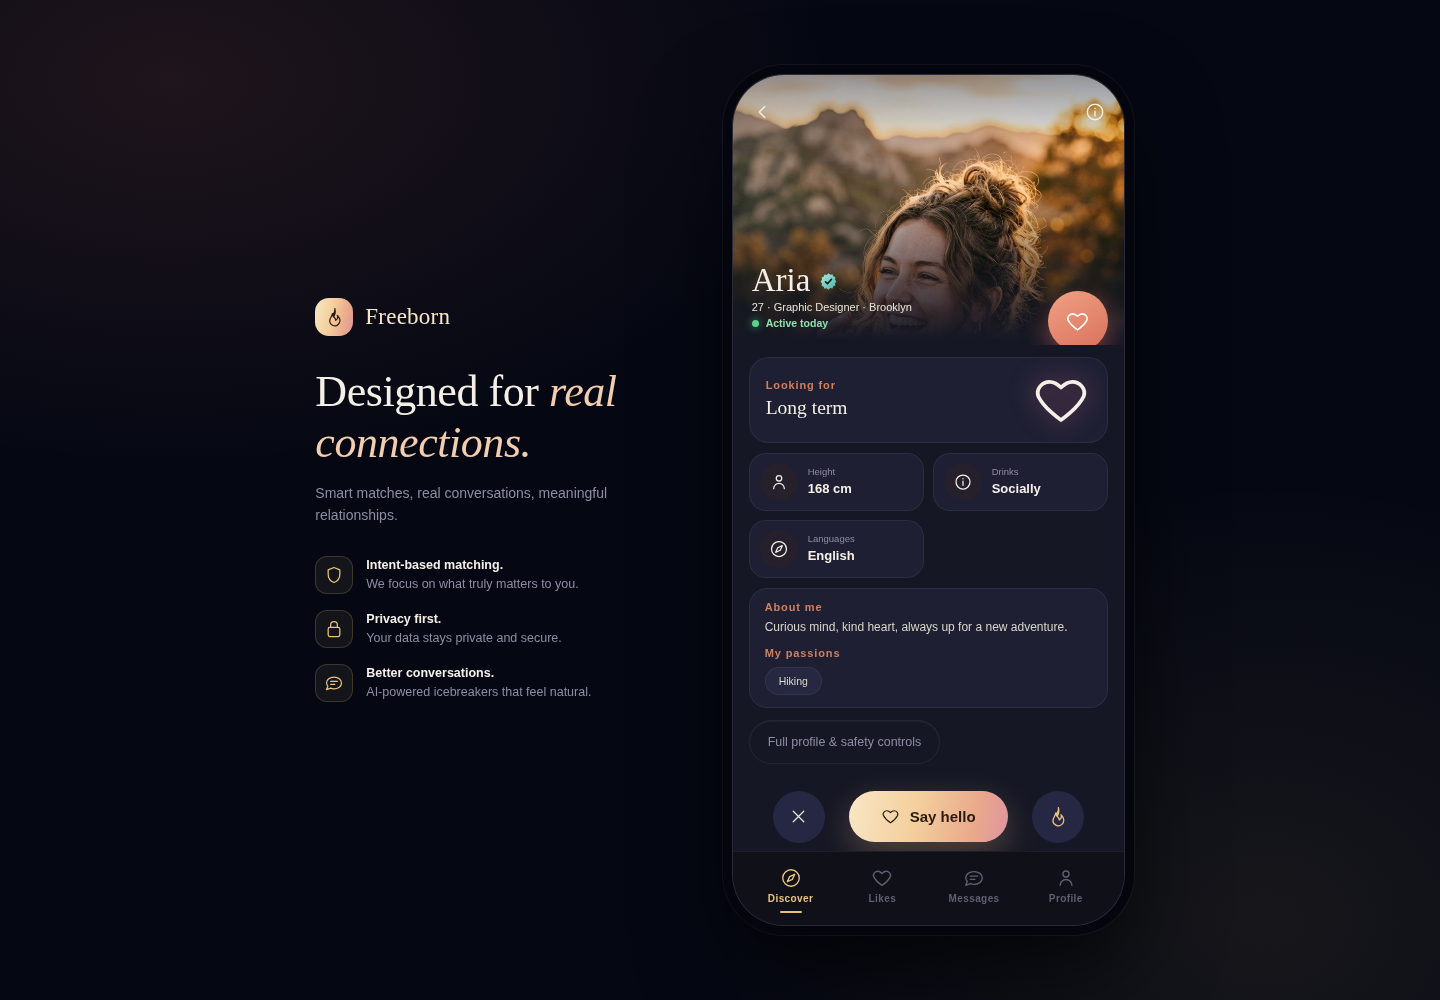 Freeborn
Designed for real
connections.
Smart matches, real conversations, meaningful
relationships.
Intent-based matching.
We focus on what truly matters to you.
Privacy first.
Your data stays private and secure.
Better conversations.
AI-powered icebreakers that feel natural.
Aria
27 · Graphic Designer · Brooklyn
Active today
Looking for
Long term
Height
168 cm
Drinks
Socially
Languages
English
About me
Curious mind, kind heart, always up for a new adventure.
My passions
Hiking
Full profile & safety controls
Say hello
Discover
Likes
Messages
Profile